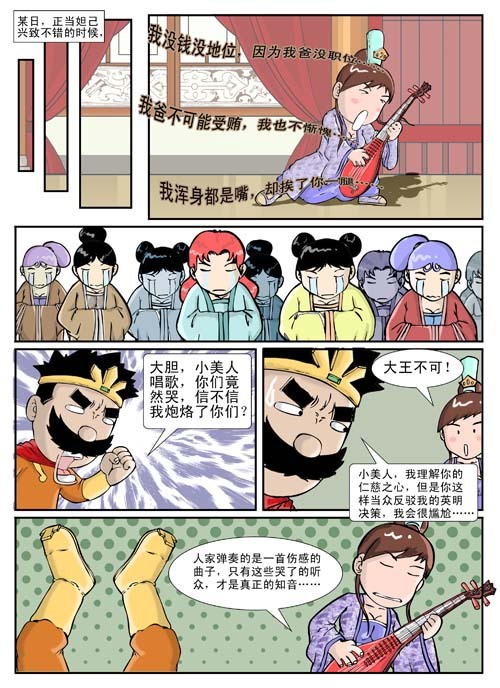 某日，正当妲己
兴致不错的时候，
我没钱没地位，因为我爸没职位……
我爸不可能受贿，我也不惭愧……
我浑身都是嘴，却挨了你一腿……
大胆，小美人
唱歌，你们竟
然哭，信不信
我炮烙了你们？
大王不可！
小美人，我理解你的
仁慈之心，但是你这
样当众反驳我的英明
决策，我会很尴尬……
人家弹奏的是一首伤感的
曲子，只有这些哭了的听
众，才是真正的知音……